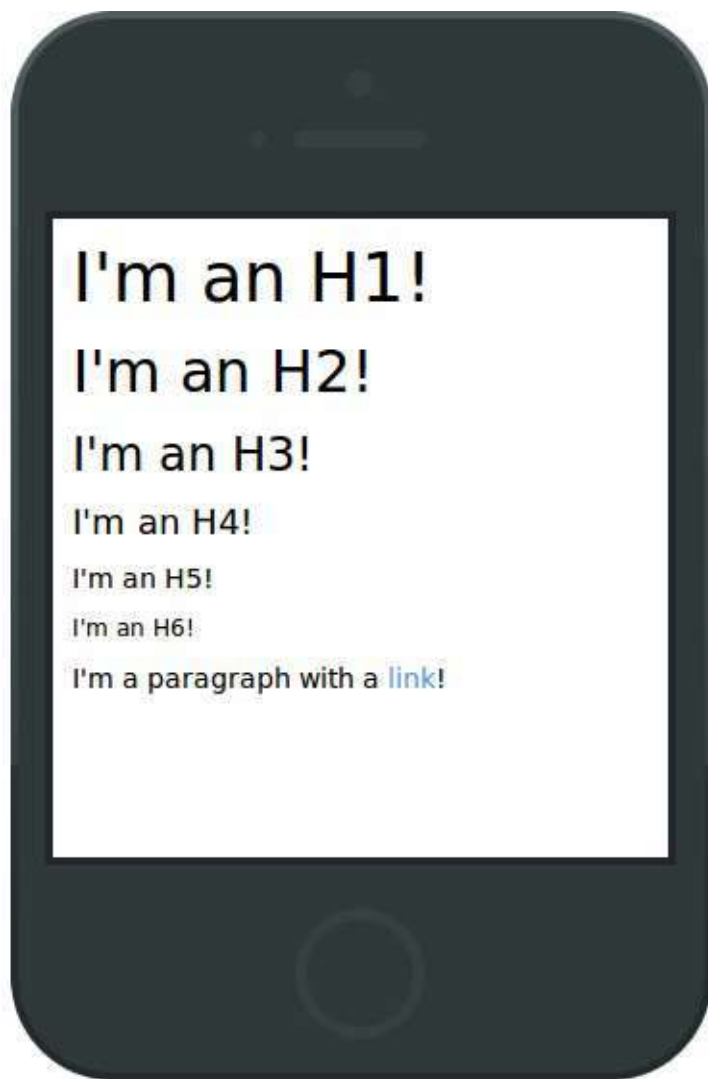 I'm an H1!
I'm an H2!
I'm an H3!
I'm an H4!
I'm an H5!
I'm an H6!
I'm a paragraph with a link!